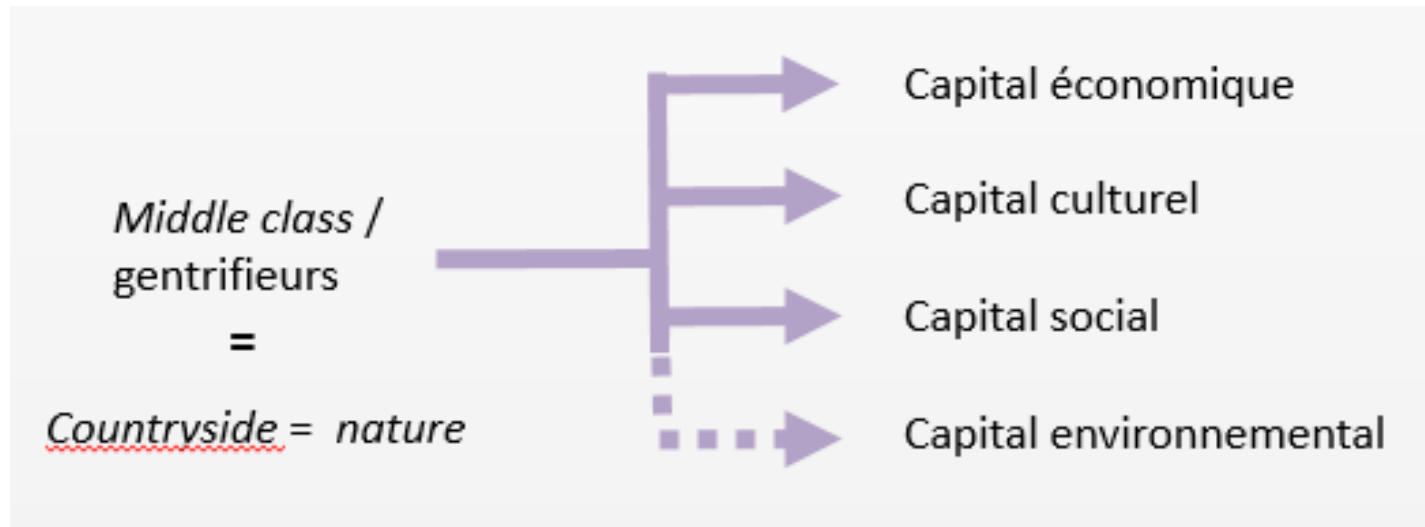 Capital économique
Capital culturel
Middle class /
gentrifieurs
=
Capital social
Countryside = nature
Capital environnemental